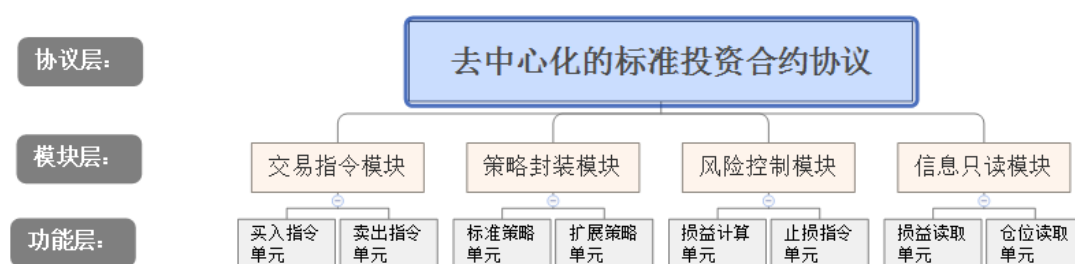 协议层：
去中心化的标准投资合约协议
模块层：
交易指令模块
策略封装模块
风险控制模块
信息只读模块
功能层：
买入指令
单元
卖出指令
单元
标准策略
单元
扩展策略
单元
损益计算
单元
止损指令
单元
损益读取
单元
仓位读取
单元